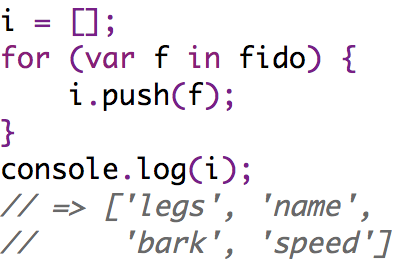 i = [];
for (var f in fido) {
    i.push(f);
}
console.log(i);
// => ['legs', 'name',
//     'bark', 'speed']